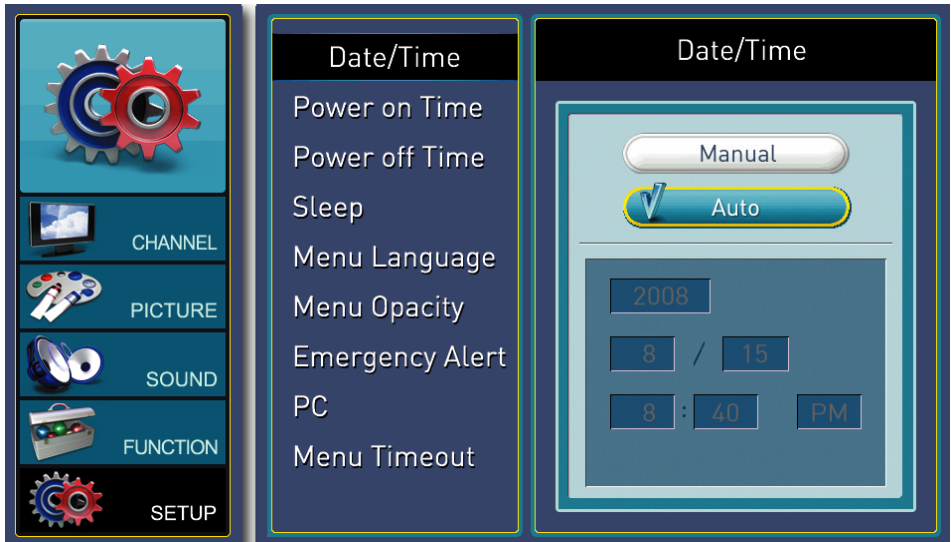 CHANNEL
PICTURE
SOUND
FUNCTION
SETUP
Date/Time
Power on Time
Power off Time
Sleep
Menu Language
Menu Opacity
Emergency Alert
PC
Menu Timeout
Date/Time
Manual
Auto
2008
8 / 15
8 : 40 PM